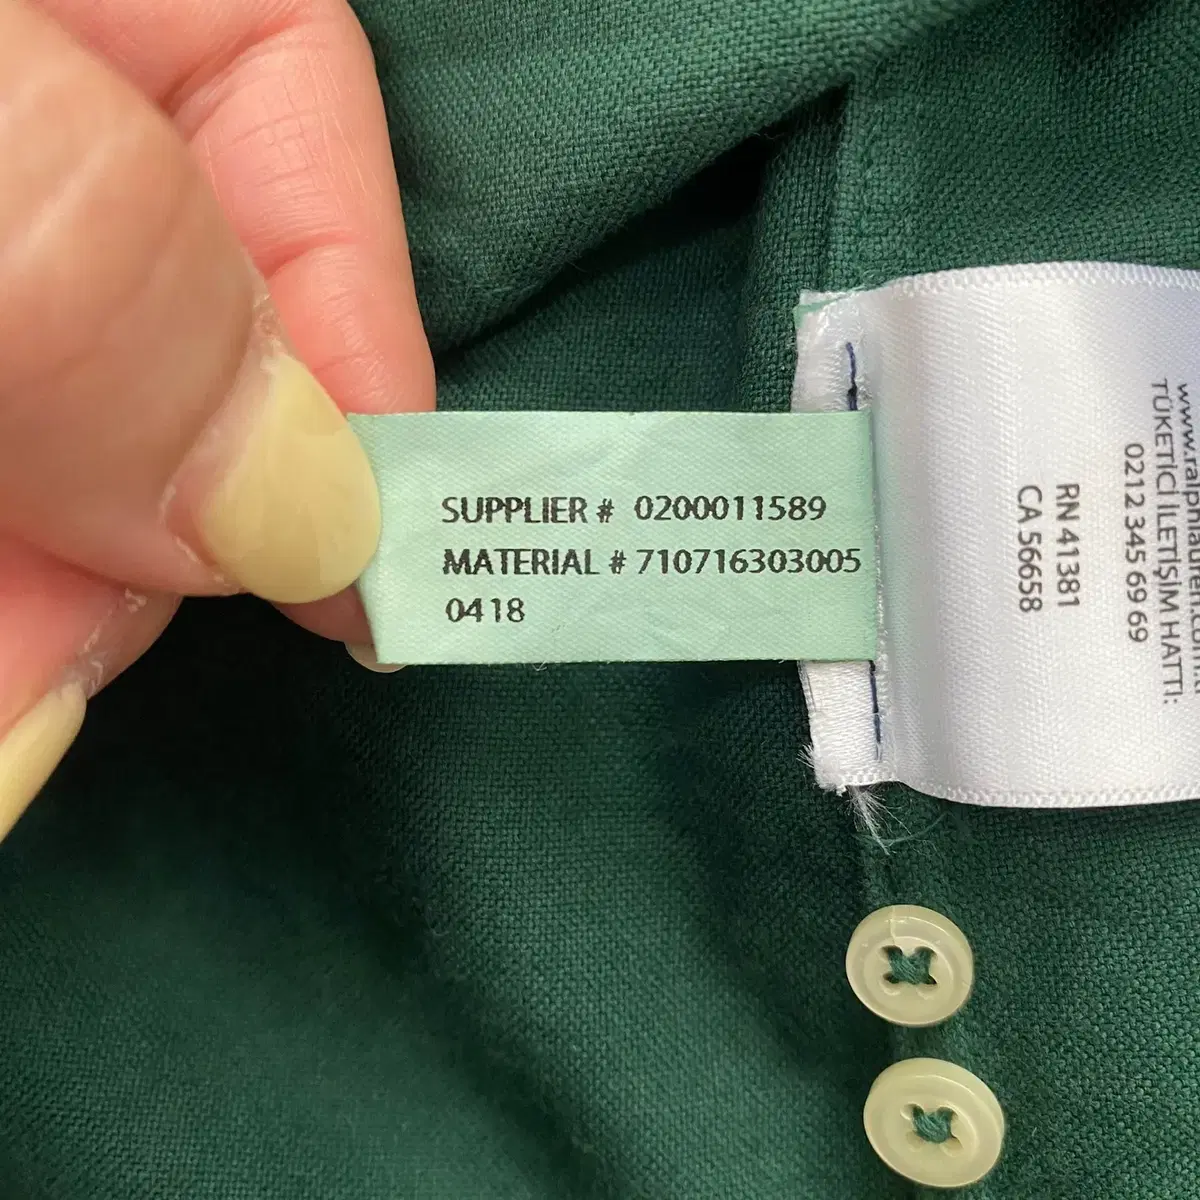 SUPPLIER # 0200011589
MATERIAL # 710716303005
0418
TÜKETİCİ İLETİŞİM HATTI:
0212 345 69 69
RN 41381
CA 56658